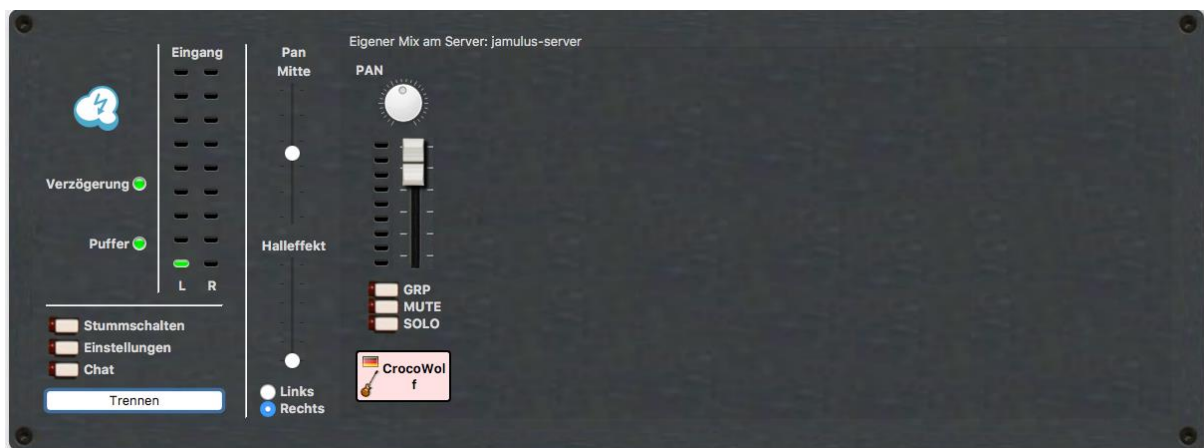 Eingang
L R
Verzögerung
Puffer
Stummschalten
Einstellungen
Chat
Trennen
Pan
Mitte
Halleffekt
Links
Rechts
Eigener Mix am Server: jamulus-server
PAN
GRP
MUTE
SOLO
CrocoWol
f